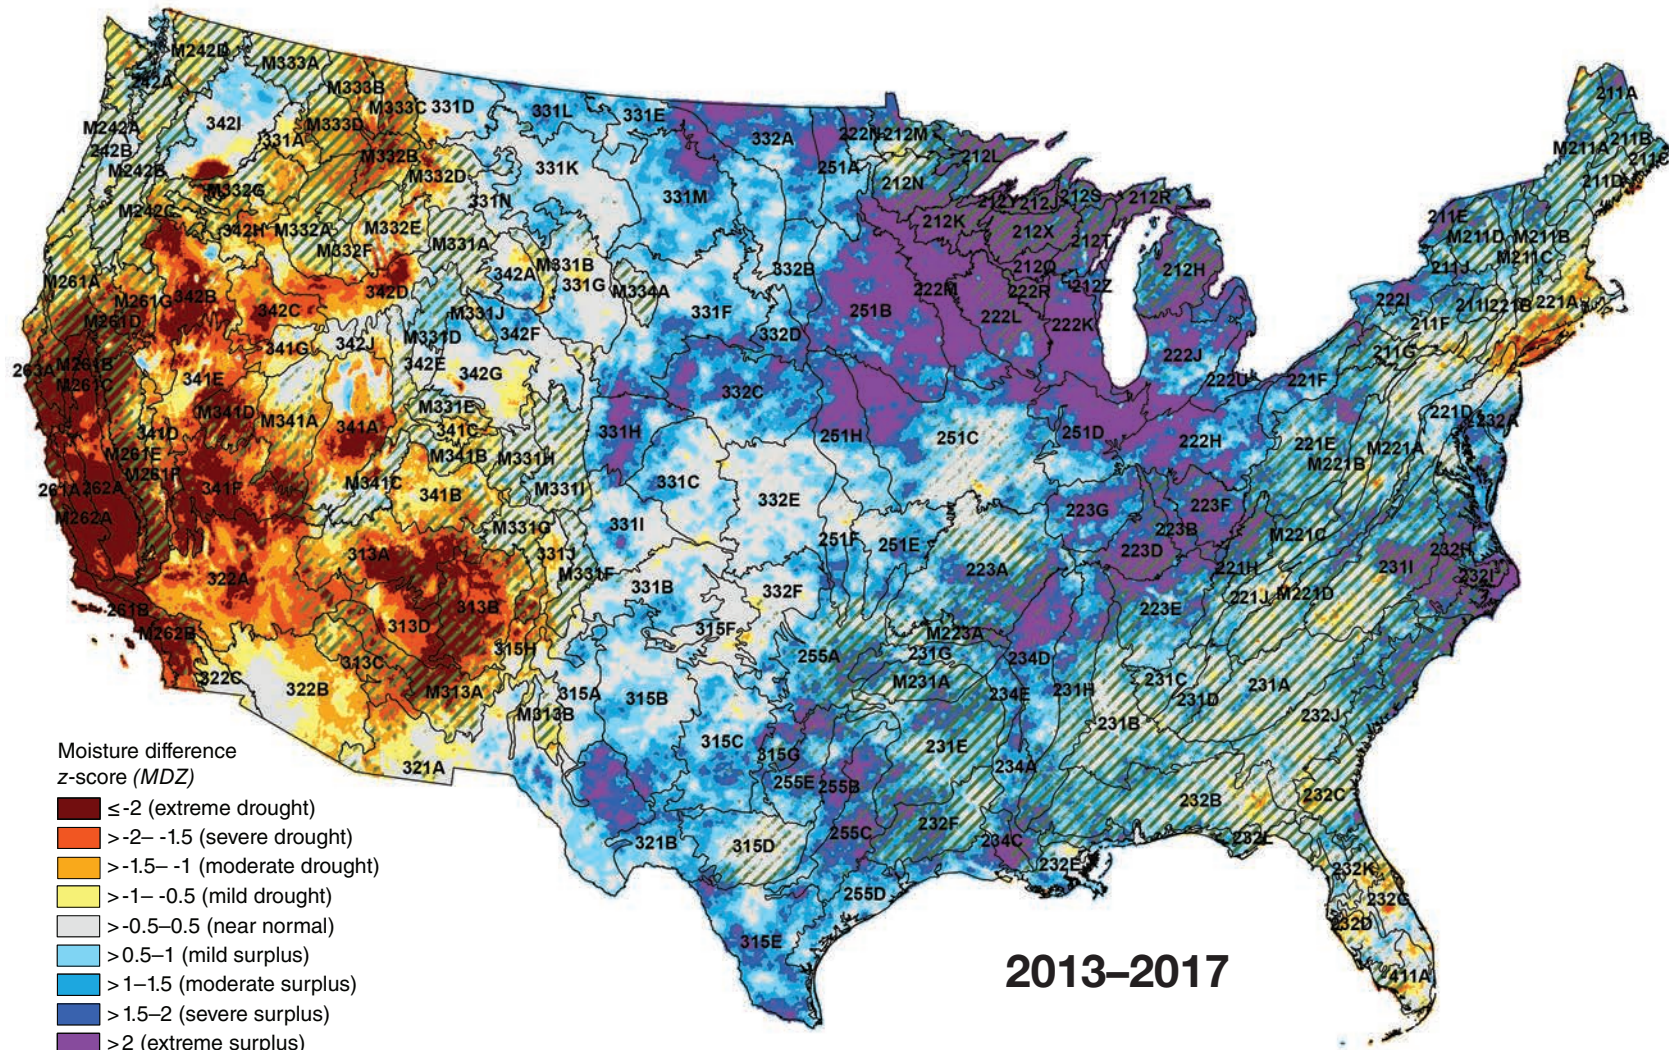 M242D
M333A
242A
M333B
M333C
331D
331L
331E
332A
222N
212M
211A
M242A
342I
M333D
331A
242B
M242B
M332B
M332D
331K
251A
212L
212N
M211A
211B
211C
211D
M332G
331N
331M
212Y
212J
212S
212R
M242C
342H
M332A
M332E
M332F
M331A
212K
212X
212T
211E
M211D
M211B
M211C
M261A
342A
M331B
331G
M334A
332B
212Q
212Z
212H
211J
M261G
342B
342D
342C
222M
222R
222I
211I
221B
221A
M261D
M331J
342F
331F
332D
251B
222L
222K
211F
341G
342J
M331D
342E
222J
211G
263A
M261B
M261C
341E
342G
332C
222U
221F
M341D
M341A
341A
M331E
341C
331H
251H
251C
251D
222H
221D
232A
341D
M261E
M261F
M341B
M331H
221E
M221B
M221A
261A
262A
341F
M341C
341B
M331I
331C
332E
223G
223F
M262A
M331G
331I
251F
251E
223B
M221C
313A
331J
223D
232H
322A
M331F
331B
332F
223A
221H
231I
232I
261B
313B
221J
M221D
M262B
313D
315F
223E
315H
M223A
231G
255A
234D
313C
322C
322B
M313A
M231A
315A
315B
234E
231H
231C
231D
231A
M313B
231B
232J
315C
315G
231E
321A
255E
255B
234A
232B
232C
321B
315D
255C
232F
234C
232E
232L
255D
232K
232G
232D
315E
411A
Moisture difference
z-score (MDZ)
≤-2 (extreme drought)
>-2– -1.5 (severe drought)
>-1.5– -1 (moderate drought)
>-1– -0.5 (mild drought)
>-0.5–0.5 (near normal)
>0.5–1 (mild surplus)
>1–1.5 (moderate surplus)
>1.5–2 (severe surplus)
>2 (extreme surplus)
2013–2017